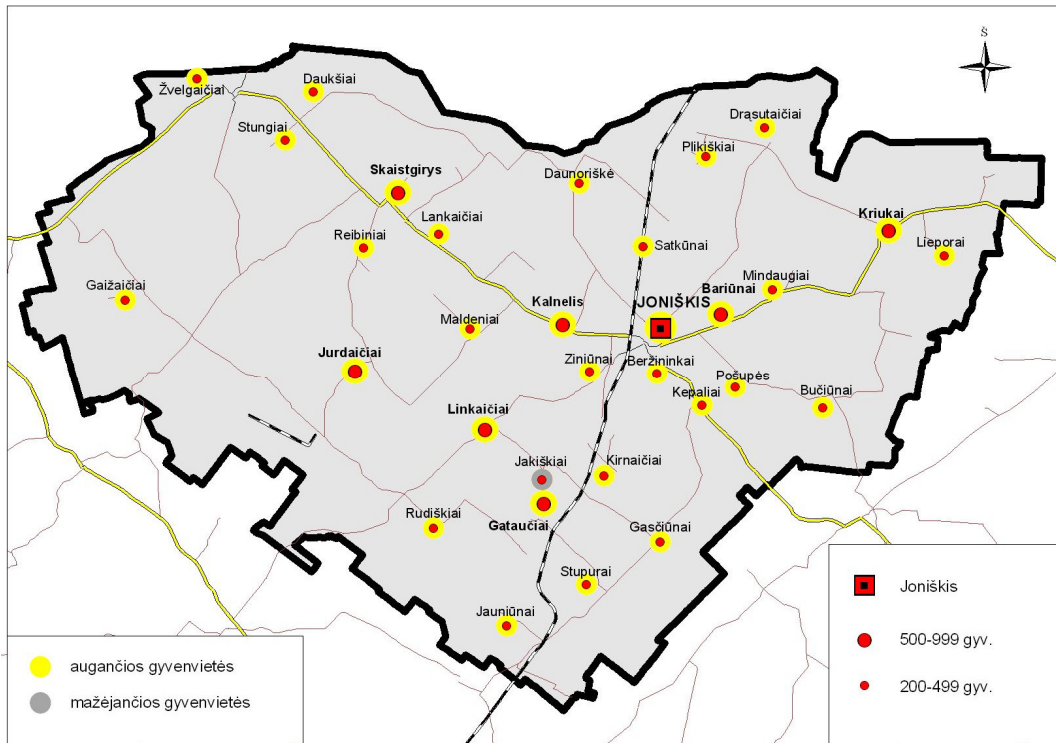 Š
Žvelgaičiai
Daukšiai
Stungiai
Drąsutaičiai
Plikiškiai
Skaistgirys
Daunoriškė
Lankaičiai
Kriukai
Reibiniai
Satkūnai
Lieporai
Gaižaičiai
Mindaugiai
Bariūnai
Kalnelis
JONIŠKIS
Maldeniai
Jurdaičiai
Ziniūnai
Beržininkai
Pošupės
Kepaliai
Bučiūnai
Linkaičiai
Jakiškiai
Kirnaičiai
Rudiškiai
Gataučiai
Gasčiūnai
Stupurai
Jauniūnai
Joniškis
500-999 gyv.
200-499 gyv.
augančios gyvenvietės
mažėjančios gyvenvietės